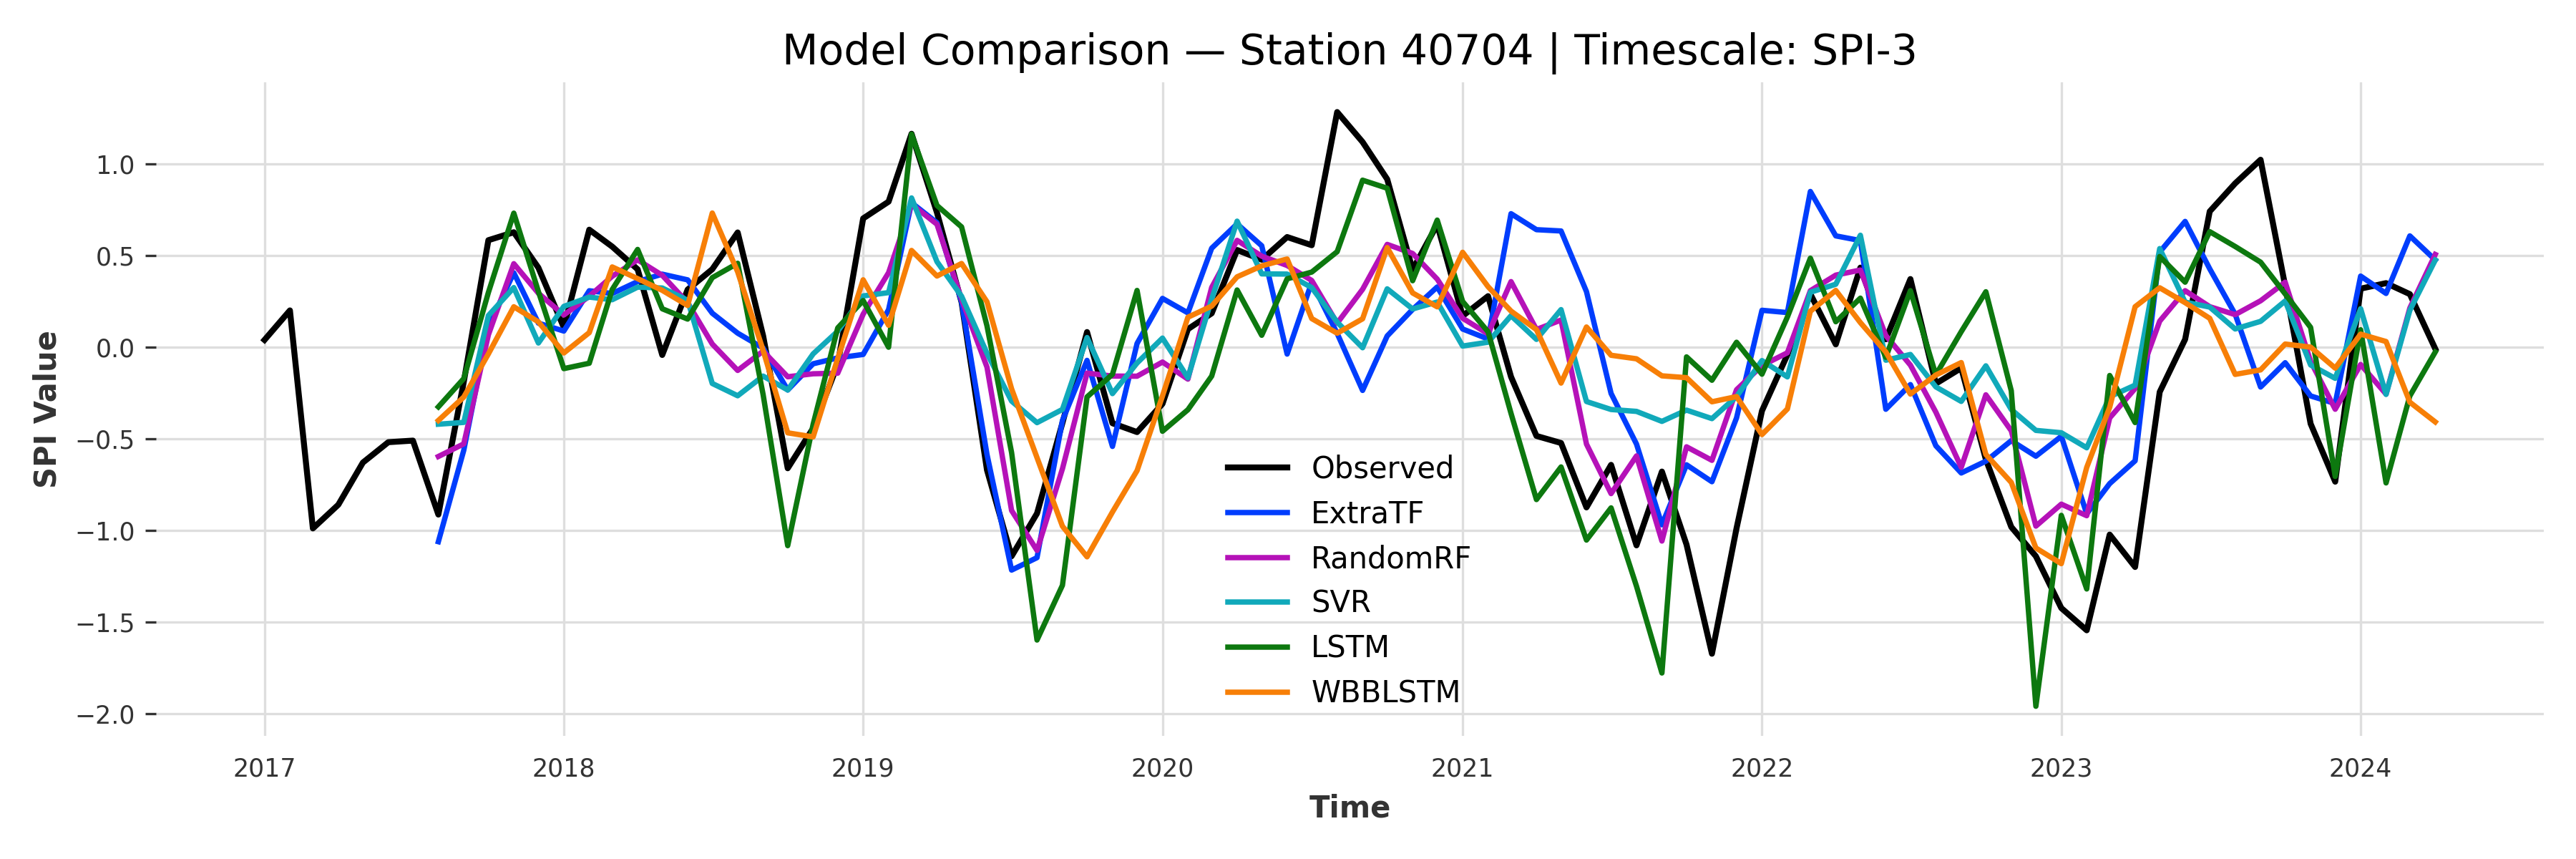 Model Comparison — Station 40704 | Timescale: SPI-3
SPI Value
1.0
0.5
0.0
−0.5
−1.0
−1.5
−2.0
Observed
ExtraTF
RandomRF
SVR
LSTM
WBBLSTM
2017 2018 2019 2020 2021 2022 2023 2024
Time